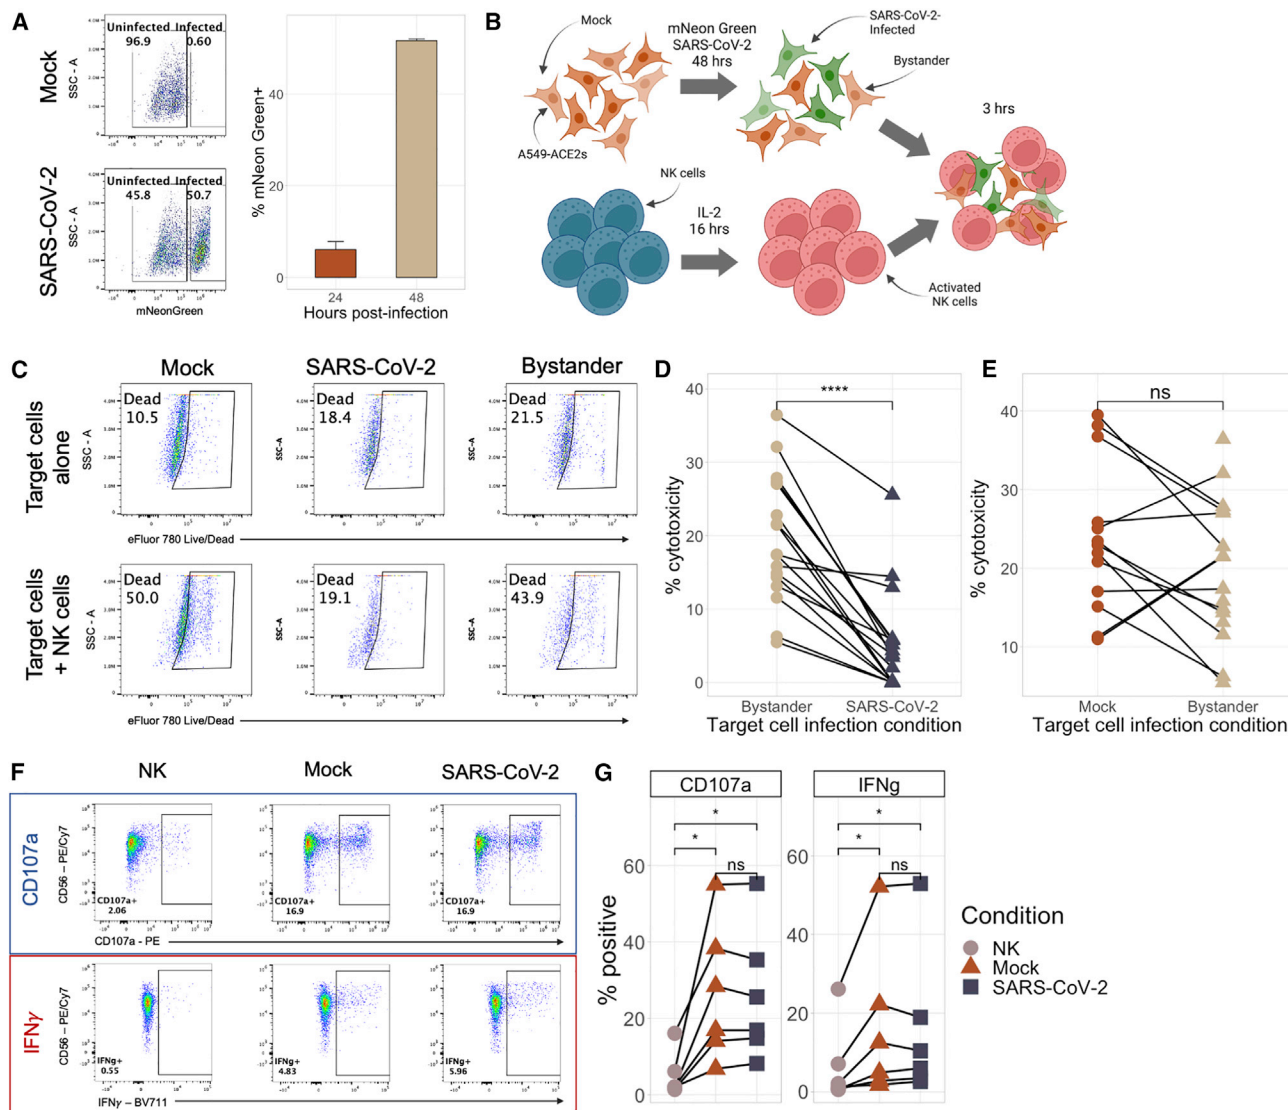 A
Mock
Uninfected Infected
96.9 0.60
SSC - A
SARS-CoV-2
Uninfected Infected
45.8 50.7
SSC - A
mNeonGreen
% mNeon Green+
40
20
0
24 48
Hours post-infection
B
Mock
mNeon Green
SARS-CoV-2
48 hrs
SARS-CoV-2-
Infected
Bystander
A549-ACE2s
3 hrs
NK cells
IL-2
16 hrs
Activated
NK cells
C
Mock SARS-CoV-2 Bystander
Target cells
alone
SSC - A
Dead
10.5
SSC-A
Dead
18.4
SSC-A
Dead
21.5
eFluor 780 Live/Dead
Target cells
+ NK cells
SSC - A
Dead
50.0
SSC-A
Dead
19.1
SSC-A
Dead
43.9
eFluor 780 Live/Dead
D
% cytotoxicity
****
40
30
20
10
0
Bystander SARS-CoV-2
Target cell infection condition
E
% cytotoxicity
ns
40
30
20
10
Mock Bystander
Target cell infection condition
F
NK Mock SARS-CoV-2
CD107a
CD56 – PE/Cy7
CD107a+
2.06
CD107a+
16.9
CD107a+
16.9
CD107a - PE
IFNγ
CD56 – PE/Cy7
IFNg+
0.55
IFNg+
4.83
IFNg+
5.96
IFNγ – BV711
G
CD107a IFNg
% positive
*
*
ns
60
40
20
0
*
*
ns
60
40
20
0
Condition
NK
Mock
SARS-CoV-2